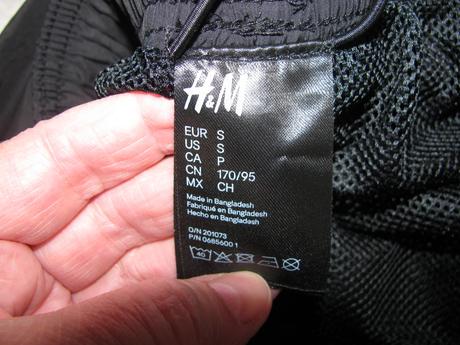 H&M
EUR S
US S
CA P
CN 170/95
MX CH
Made in Bangladesh
Fabriqué en Bangladesh
Hecho en Bangladesh
O/N 201073
P/N 0685600 1
40